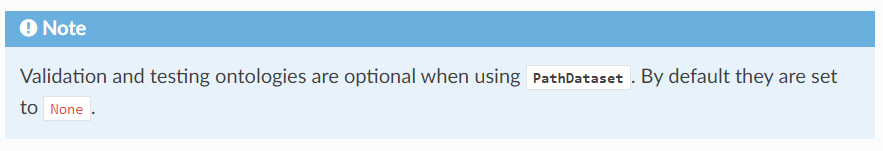 Note
Validation and testing ontologies are optional when using PathDataset . By default they are set
to None .